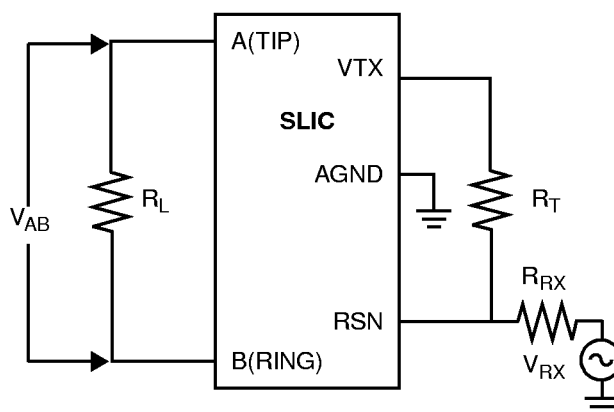 A(TIP)
VTX
SLIC
AGND
R_L
V_AB
R_T
R_RX
RSN
V_RX
B(RING)